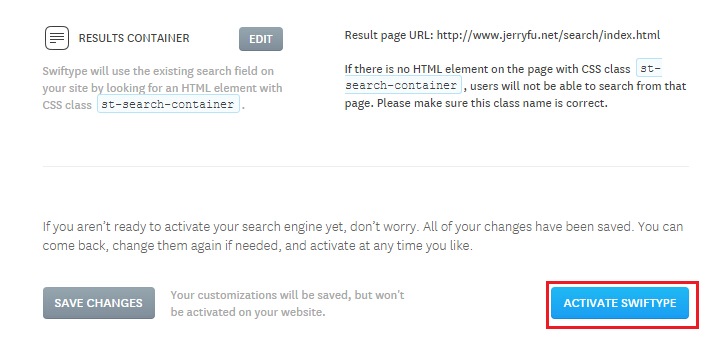 RESULTS CONTAINER
EDIT
Swiftype will use the existing search field on
your site by looking for an HTML element with
CSS class st-search-container .
Result page URL: http://www.jerryfu.net/search/index.html
If there is no HTML element on the page with CSS class st-
search-container , users will not be able to search from that
page. Please make sure this class name is correct.
If you aren't ready to activate your search engine yet, don't worry. All of your changes have been saved. You can
come back, change them again if needed, and activate at any time you like.
SAVE CHANGES
Your customizations will be saved, but won't
be activated on your website.
ACTIVATE SWIFTYPE